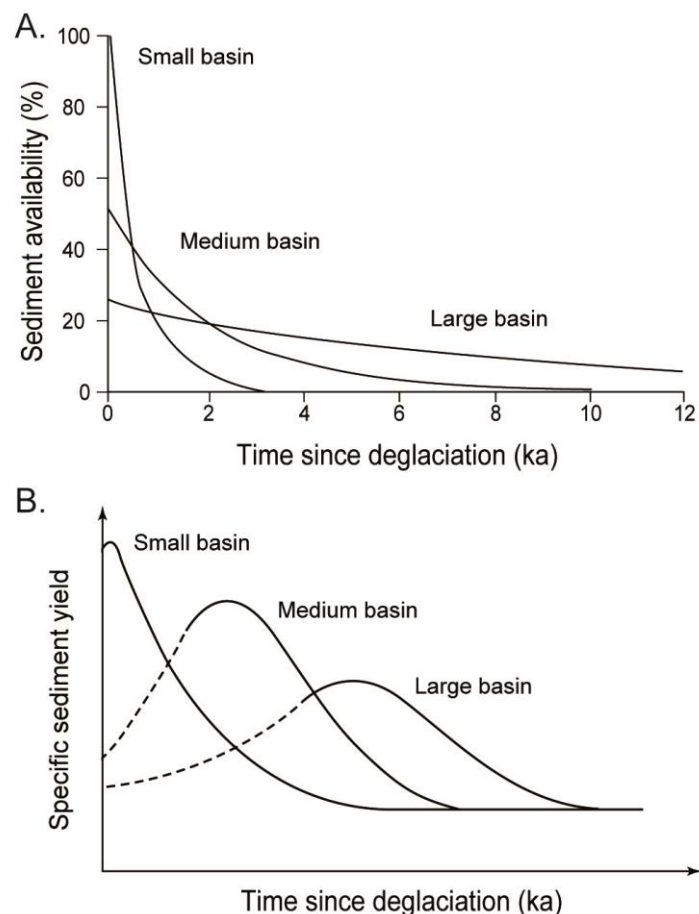 A.
Sediment availability (%)
100
80
60
40
20
0
Small basin
Medium basin
Large basin
0 2 4 6 8 10 12
Time since deglaciation (ka)
B.
Specific sediment yield
Small basin
Medium basin
Large basin
Time since deglaciation (ka)